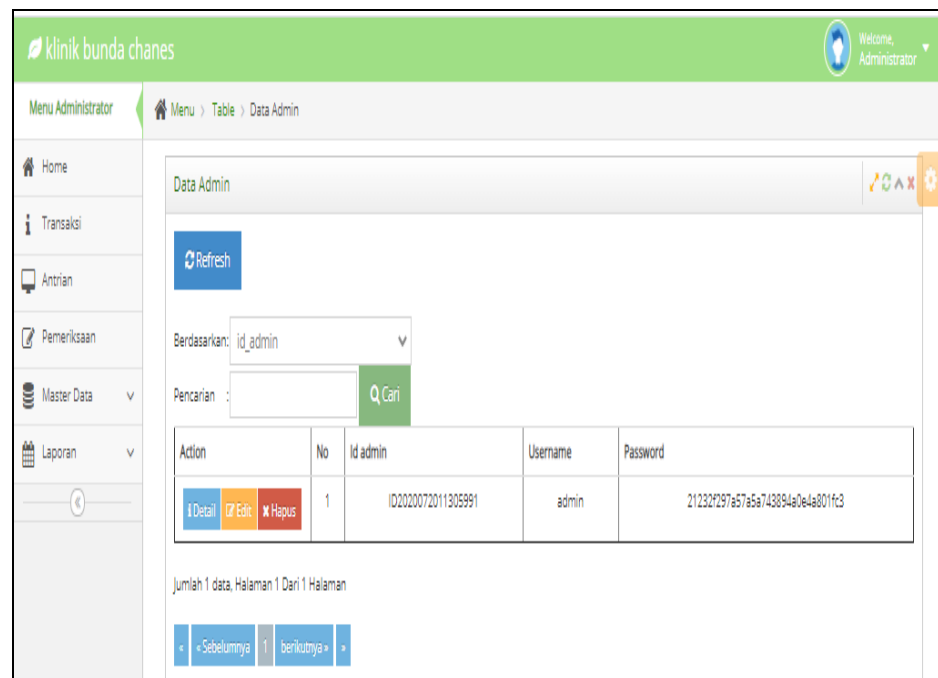 klinik bunda chanes
Welcome,
Administrator
Menu Administrator
Menu > Table > Data Admin
Home
Transaksi
Antrian
Pemeriksaan
Master Data
Laporan
Data Admin
Refresh
Berdasarkan: id_admin
Pencarian : Cari
Action No Id admin Username Password
Detail Edit Hapus 1 ID2020072011305991 admin 21232f297a57a5a743894a0e4a801fc3
Jumlah 1 data, Halaman 1 Dari 1 Halaman
« « Sebelumnya 1 berikutnya » »